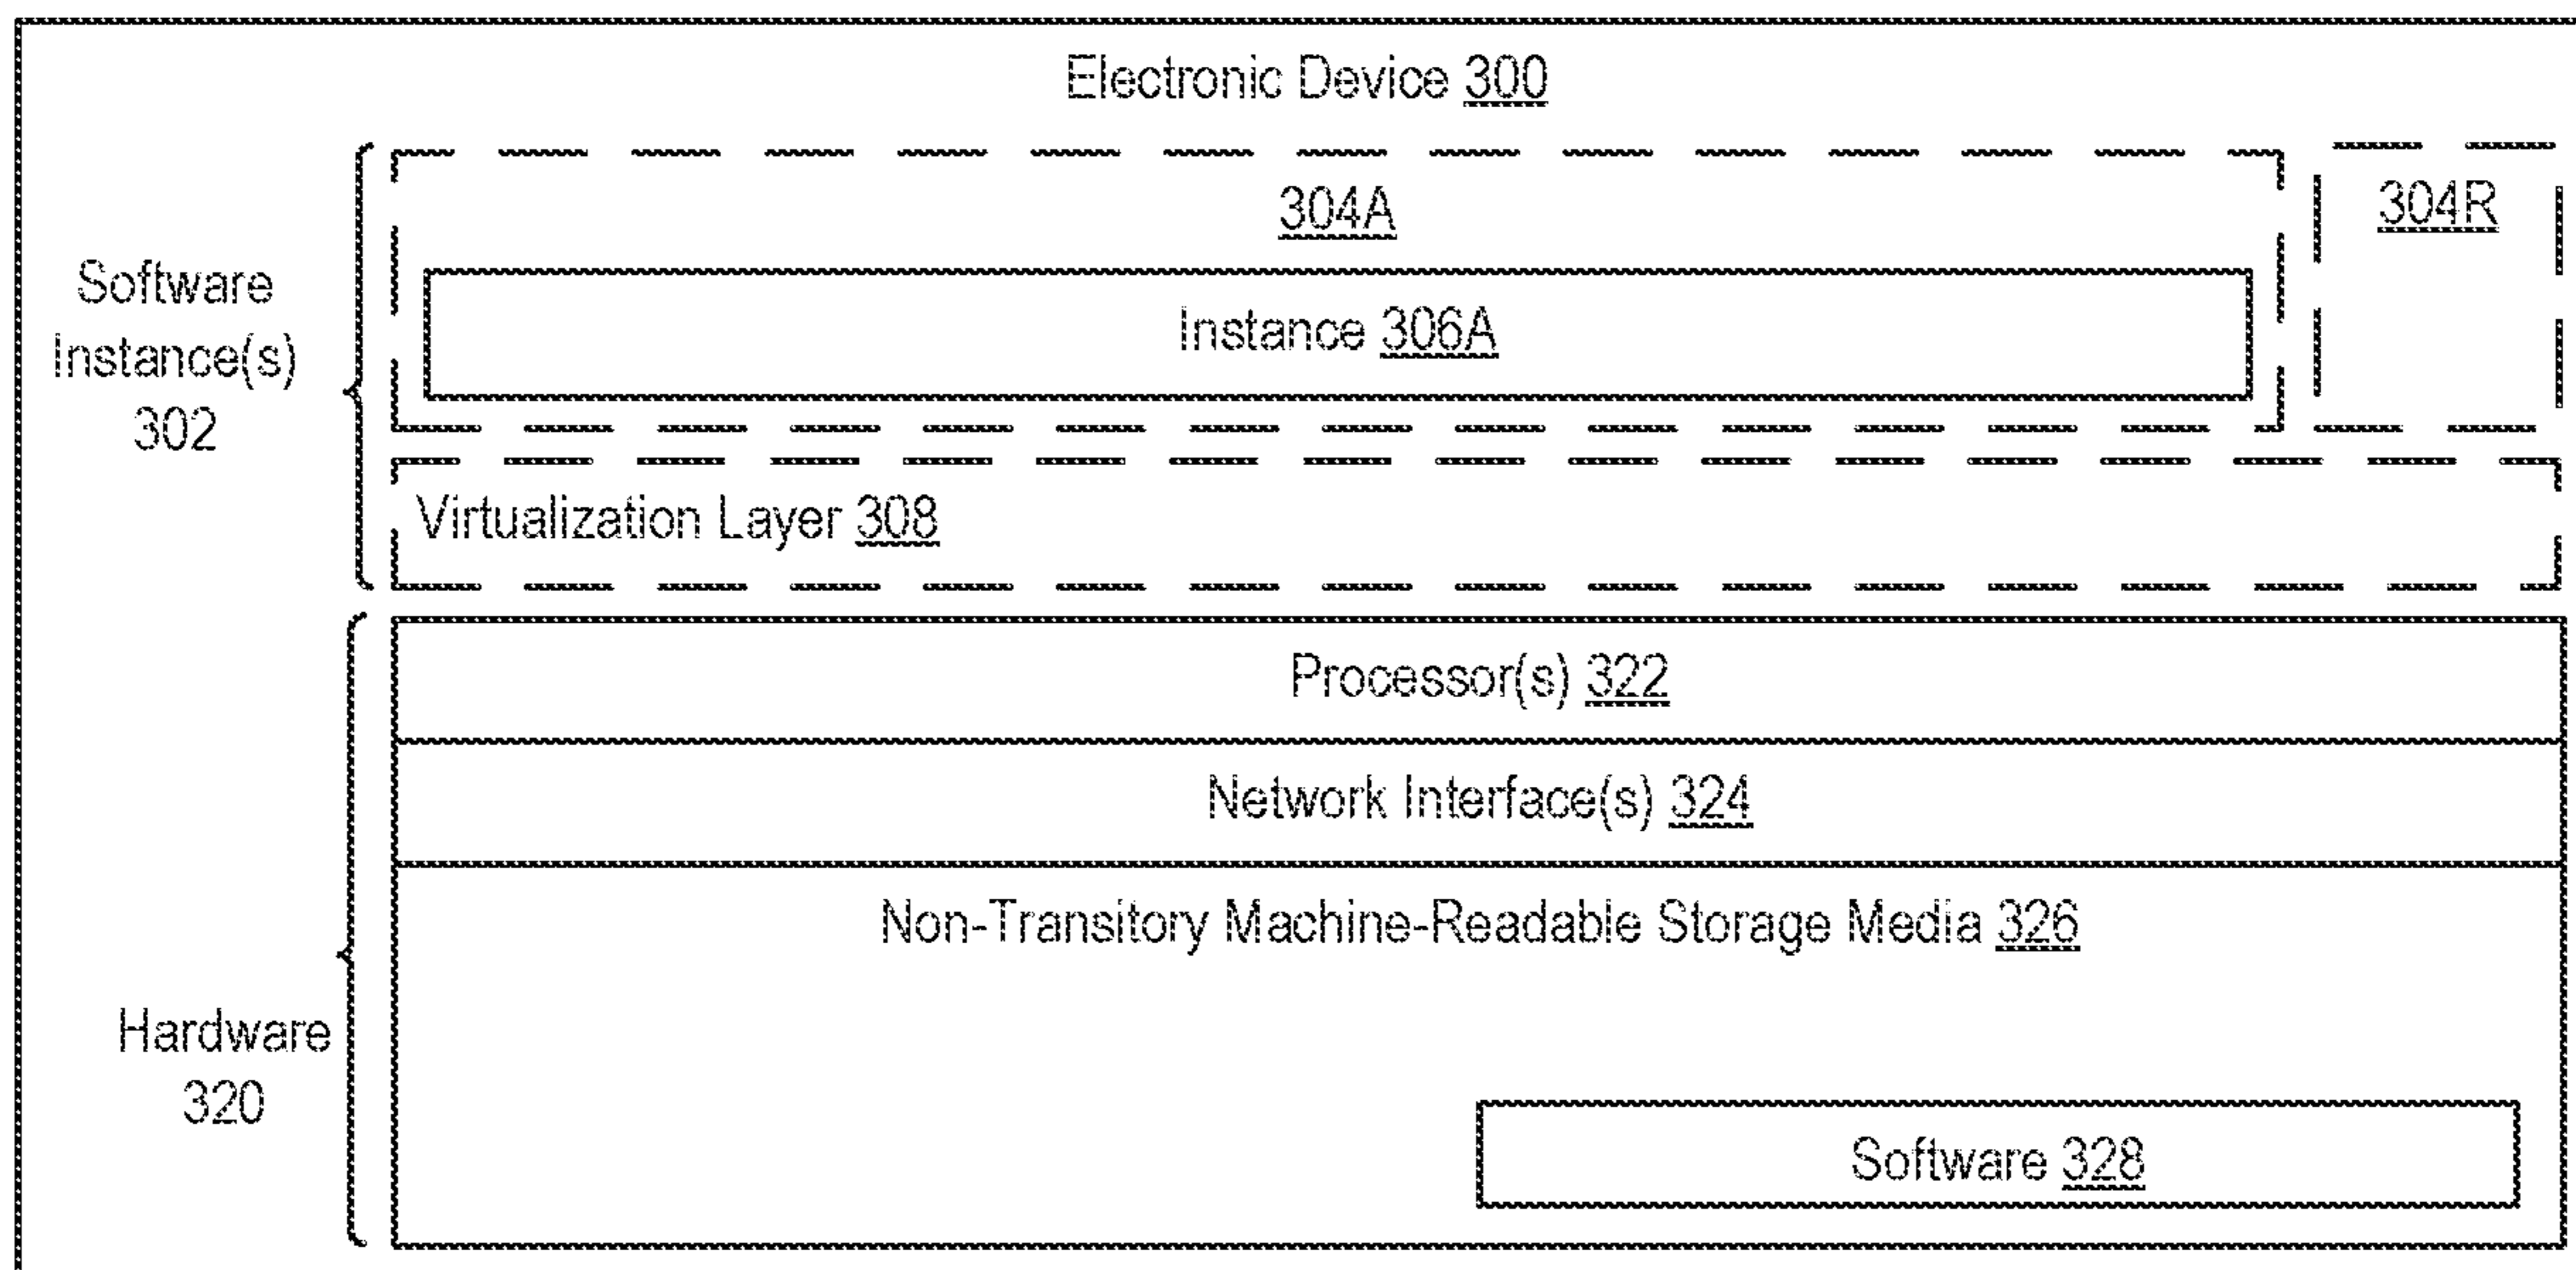 Electronic Device 300
304A
304R
Software
Instance(s)
302
Instance 306A
Virtualization Layer 308
Processor(s) 322
Network Interface(s) 324
Non-Transitory Machine-Readable Storage Media 326
Hardware
320
Software 328